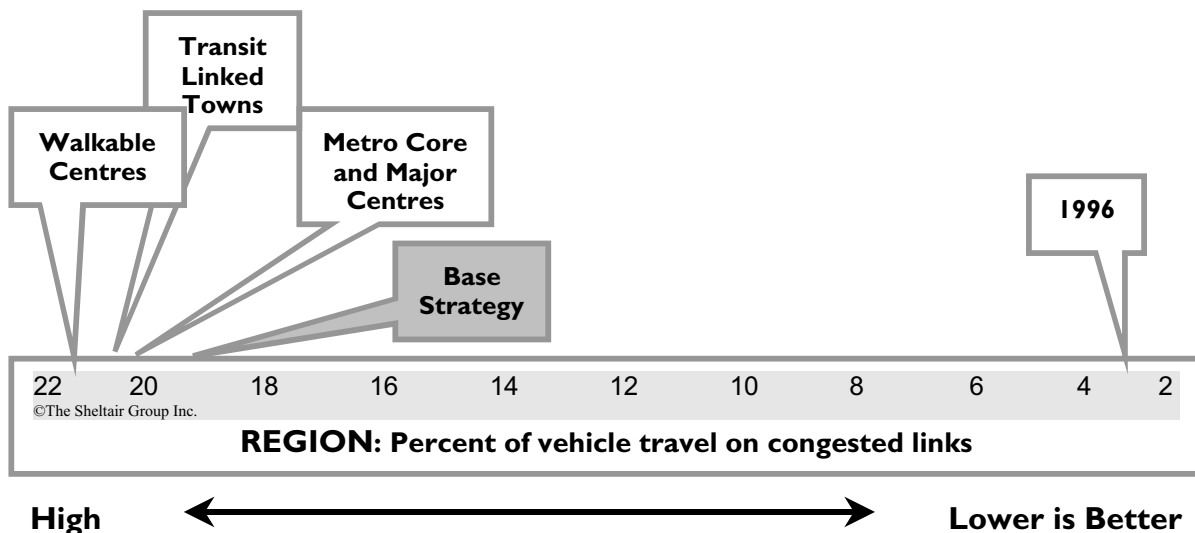 Transit
Linked
Towns
Walkable
Centres
Metro Core
and Major
Centres
1996
Base
Strategy
22 20 18 16 14 12 10 8 6 4 2
©The Sheltair Group Inc.
REGION: Percent of vehicle travel on congested links
High Lower is Better